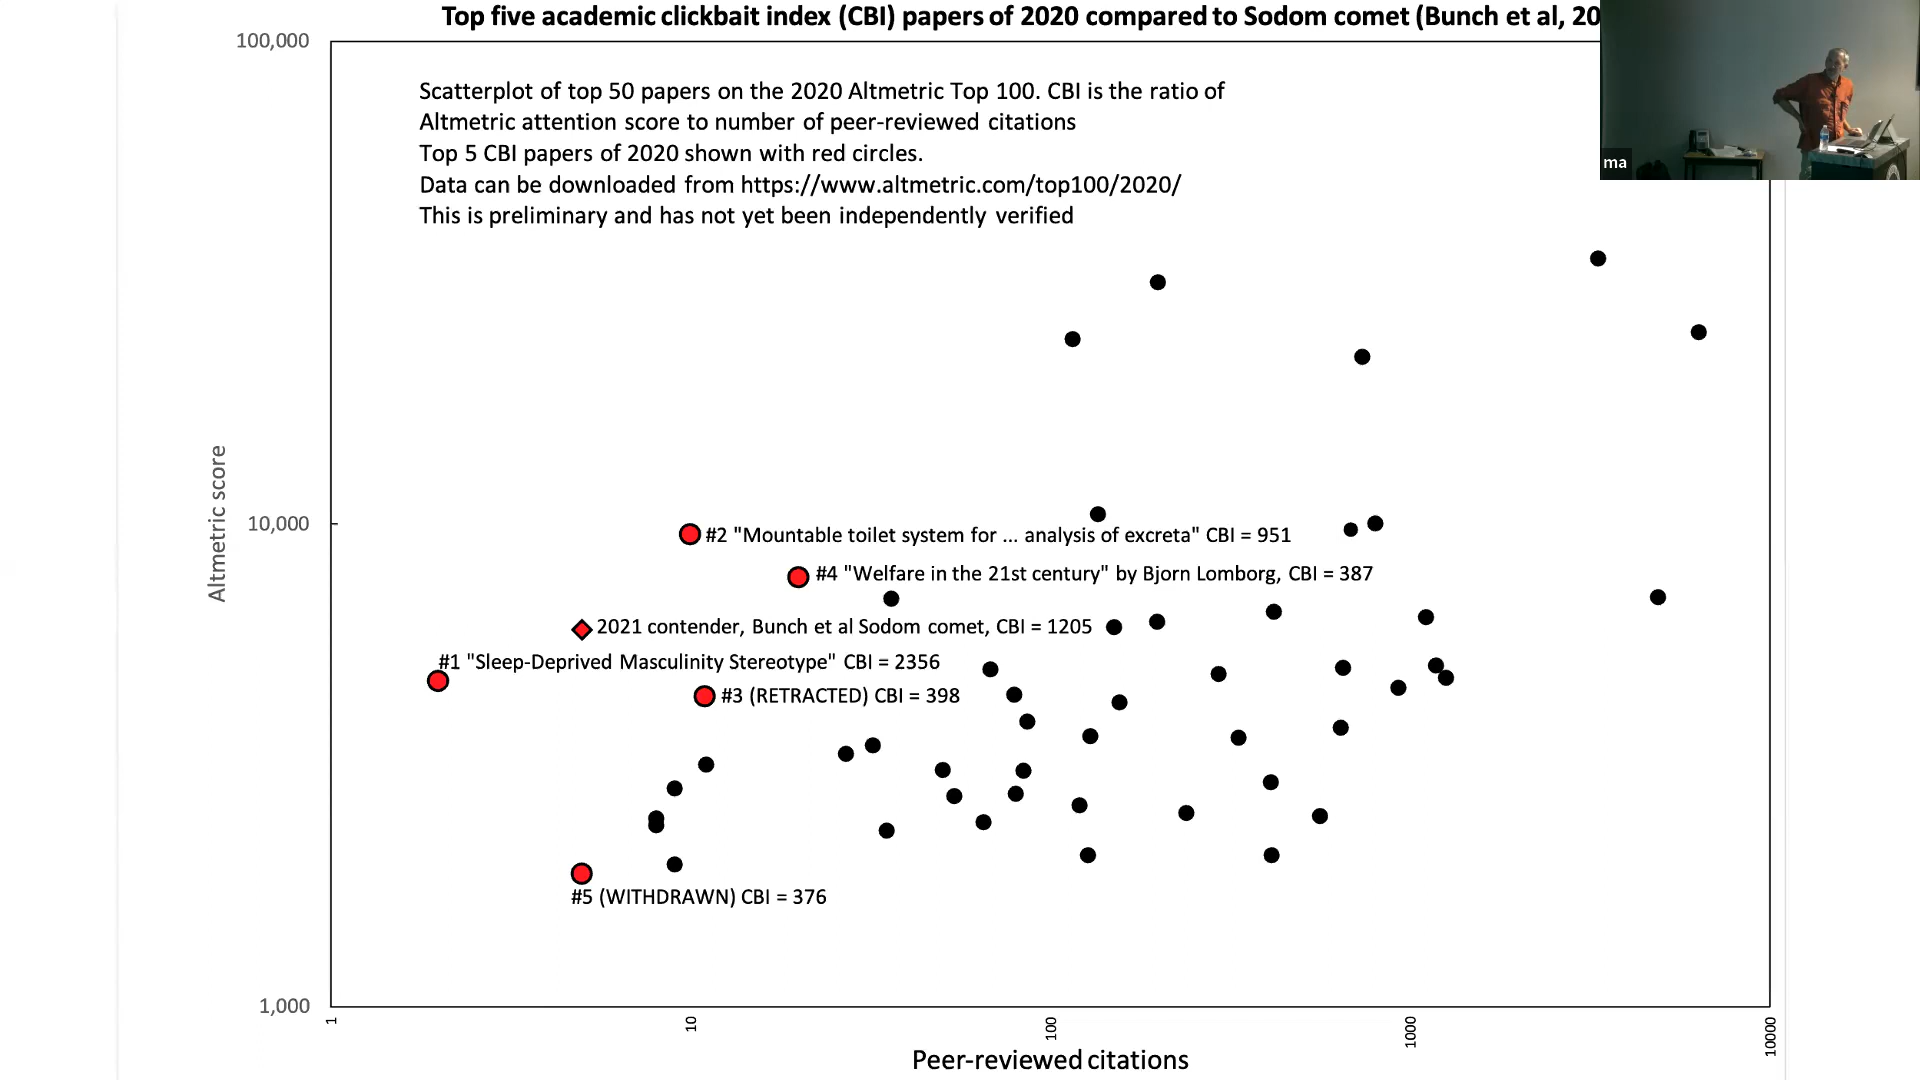 Top five academic clickbait index (CBI) papers of 2020 compared to Sodom comet (Bunch et al, 20
100,000
Scatterplot of top 50 papers on the 2020 Altmetric Top 100. CBI is the ratio of
Altmetric attention score to number of peer-reviewed citations
Top 5 CBI papers of 2020 shown with red circles.
Data can be downloaded from https://www.altmetric.com/top100/2020/
This is preliminary and has not yet been independently verified
ma
Altmetric score
10,000
#2 "Mountable toilet system for ... analysis of excreta" CBI = 951
#4 "Welfare in the 21st century" by Bjorn Lomborg, CBI = 387
2021 contender, Bunch et al Sodom comet, CBI = 1205
#1 "Sleep-Deprived Masculinity Stereotype" CBI = 2356
#3 (RETRACTED) CBI = 398
#5 (WITHDRAWN) CBI = 376
1,000
1
10
100
1000
10000
Peer-reviewed citations